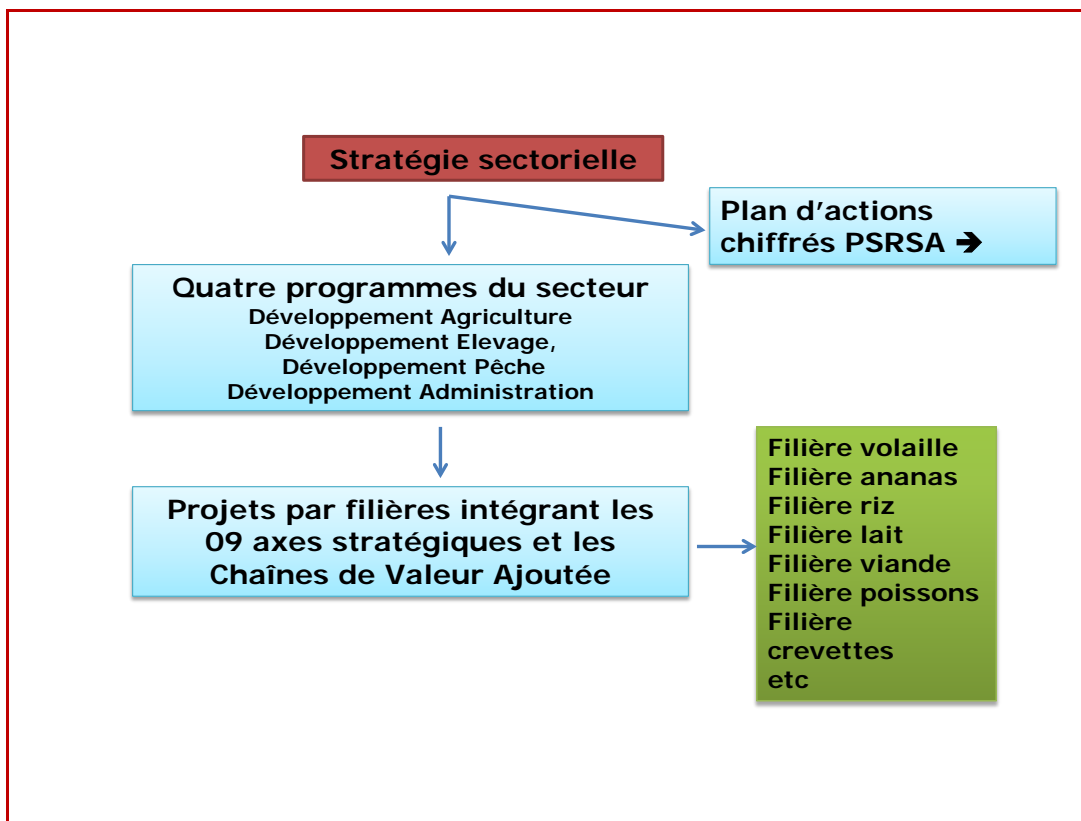 Stratégie sectorielle
Plan d’actions
chiffrés PSRSA ➔
Quatre programmes du secteur
Développement Agriculture
Développement Elevage,
Développement Pêche
Développement Administration
Projets par filières intégrant les
09 axes stratégiques et les
Chaînes de Valeur Ajoutée
Filière volaille
Filière ananas
Filière riz
Filière lait
Filière viande
Filière poissons
Filière
crevettes
etc